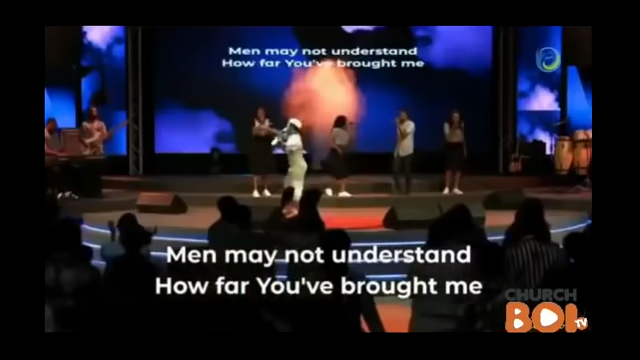 Men may not understand
How far You've brought me
Men may not understand
How far You've brought me
CHURCH
BOI
TV